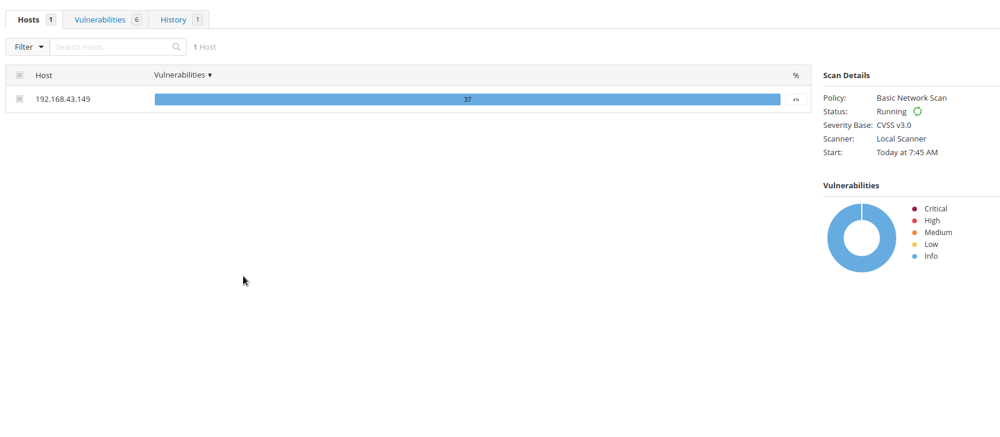 Hosts 1 Vulnerabilities 6 History 1
Filter Search Hosts 1 Host
Host Vulnerabilities ▼ %
192.168.43.149 37 4%
Scan Details
Policy: Basic Network Scan
Status: Running
Severity Base: CVSS v3.0
Scanner: Local Scanner
Start: Today at 7:45 AM
Vulnerabilities
Critical
High
Medium
Low
Info